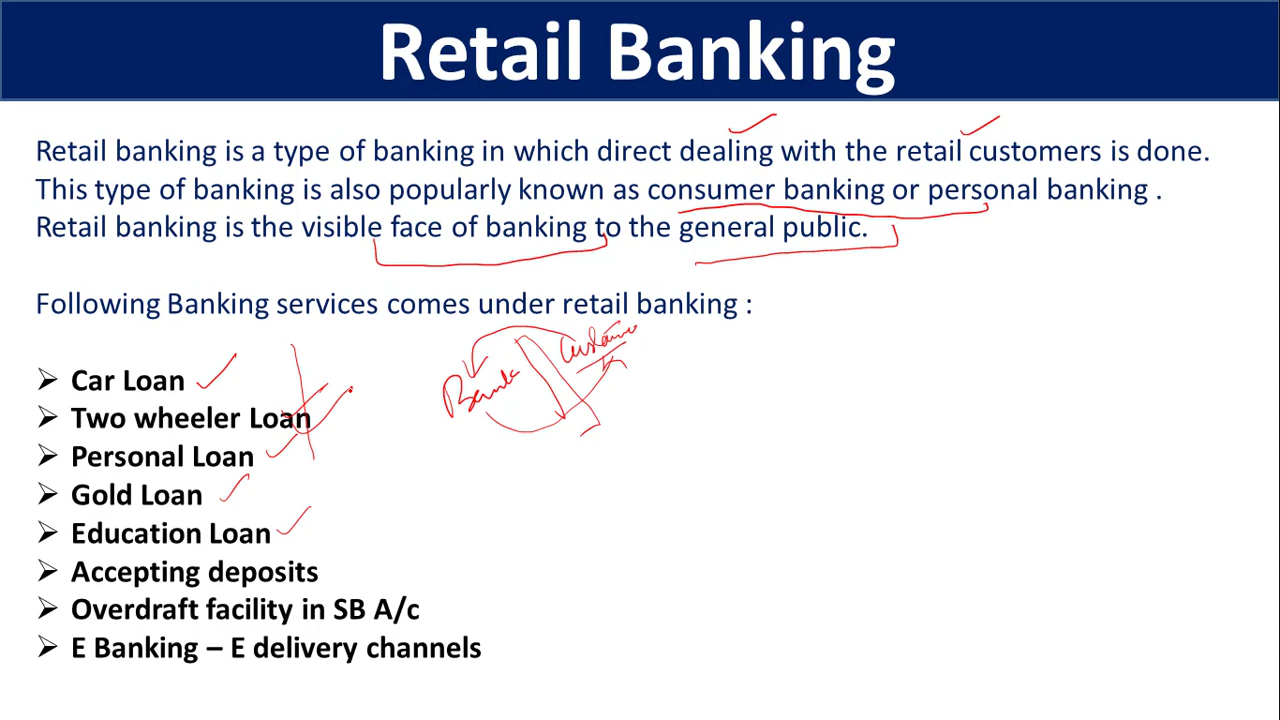 Retail Banking
Retail banking is a type of banking in which direct dealing with the retail customers is done.
This type of banking is also popularly known as consumer banking or personal banking .
Retail banking is the visible face of banking to the general public.
Following Banking services comes under retail banking :
Bank
➢ Car Loan
➢ Two wheeler Loan
➢ Personal Loan
➢ Gold Loan
➢ Education Loan
➢ Accepting deposits
➢ Overdraft facility in SB A/c
➢ E Banking – E delivery channels